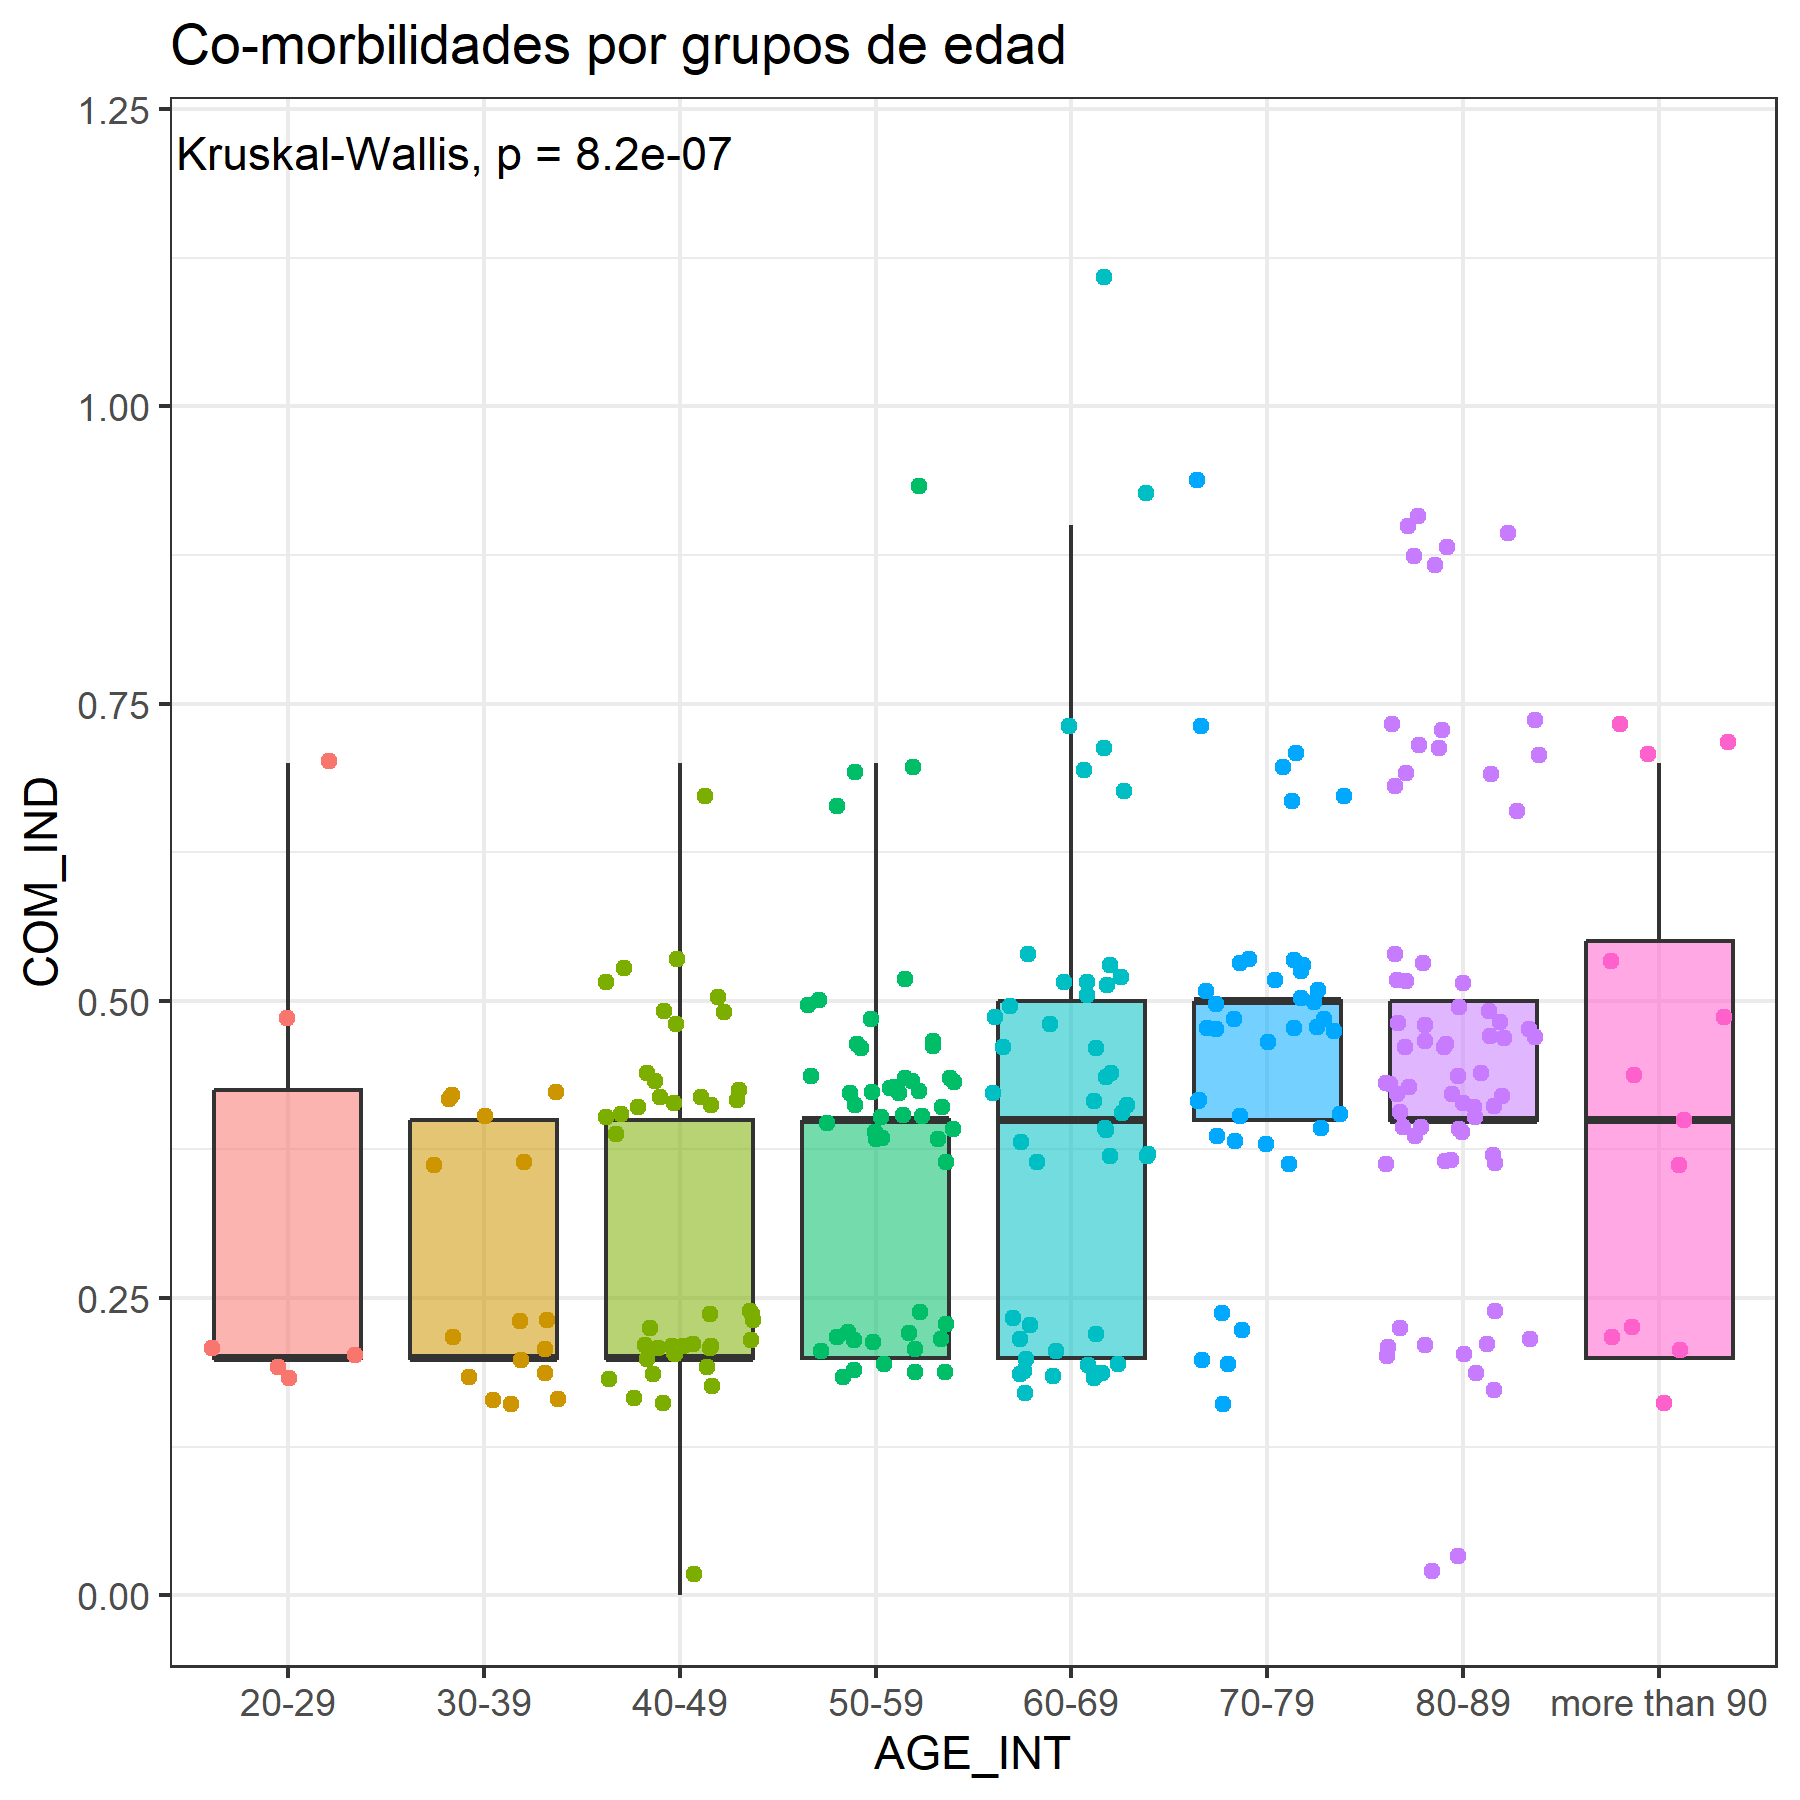 Co-morbilidades por grupos de edad
Kruskal-Wallis, p = 8.2e-07
1.25
1.00
0.75
0.50
0.25
0.00
COM_IND
20-29 30-39 40-49 50-59 60-69 70-79 80-89 more than 90
AGE_INT